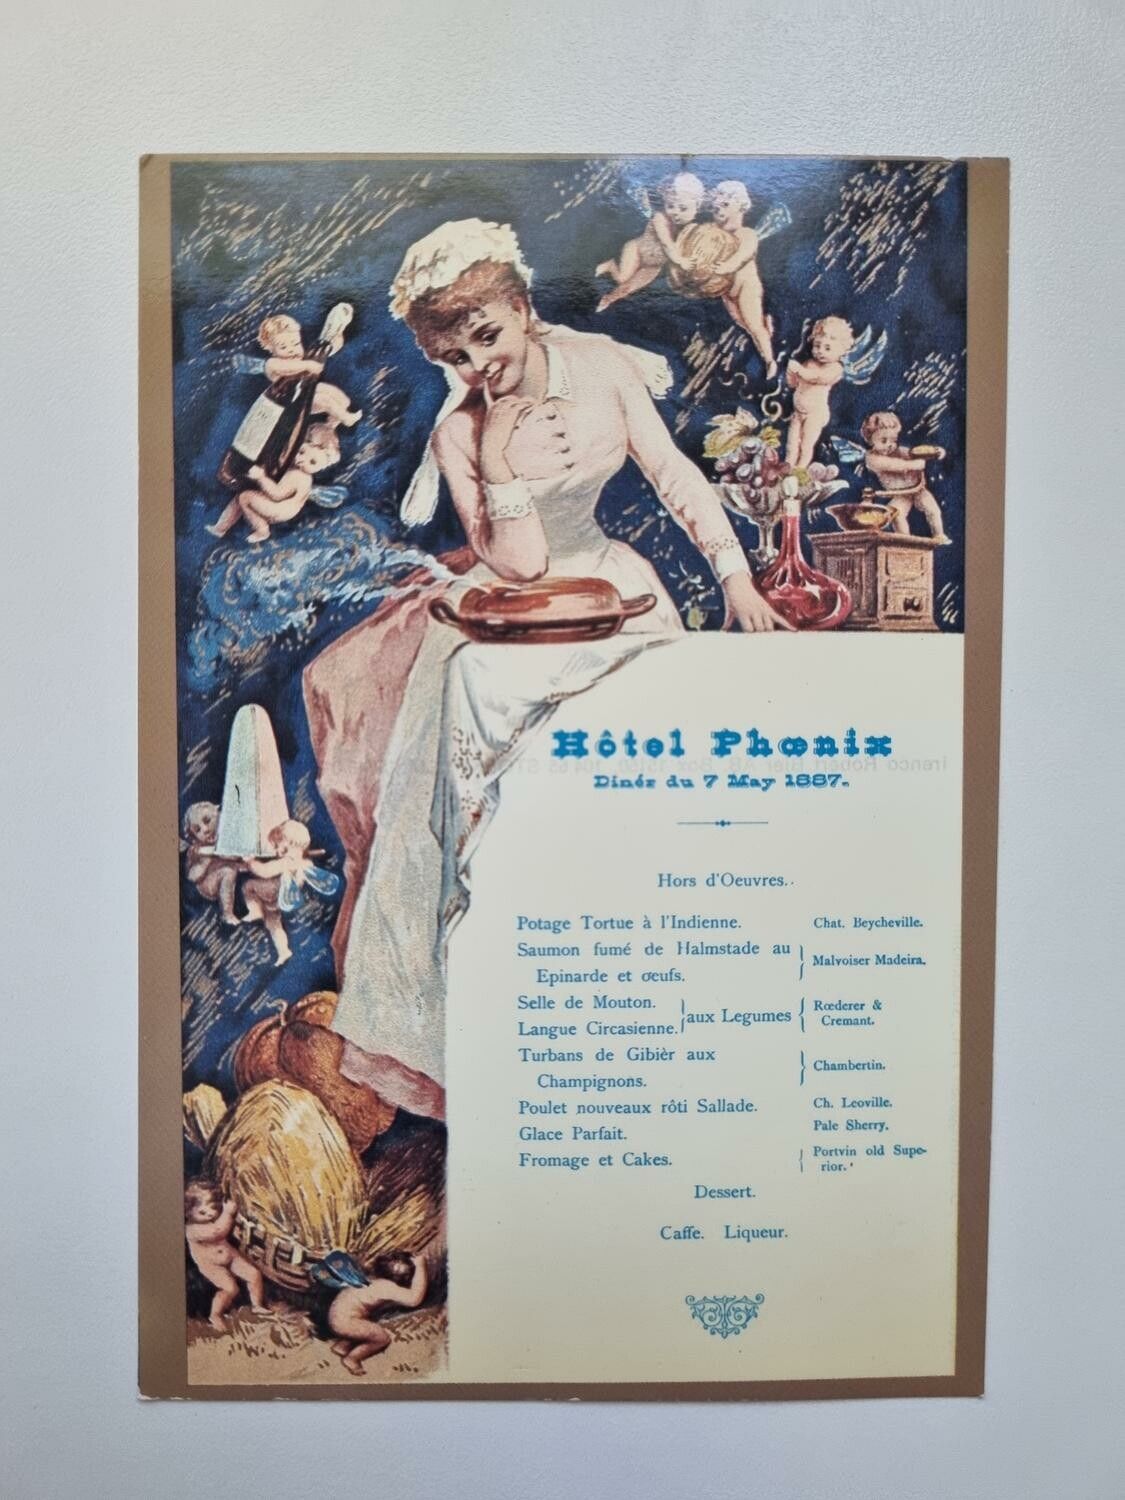 Hôtel Phœnix
Dinér du 7 May 1887.
Hors d'Oeuvres..
Potage Tortue à l'Indienne. Chat. Beycheville.
Saumon fumé de Halmstade au
Epinarde et œufs. Malvoiser Madeira.
Selle de Mouton.
Langue Circasienne. aux Legumes Rœderer &
Cremant.
Turbans de Gibièr aux
Champignons. Chambertin.
Poulet nouveaux rôti Sallade. Ch. Leoville.
Glace Parfait. Pale Sherry.
Fromage et Cakes. Portvin old Supe-
rior.
Dessert.
Caffe. Liqueur.